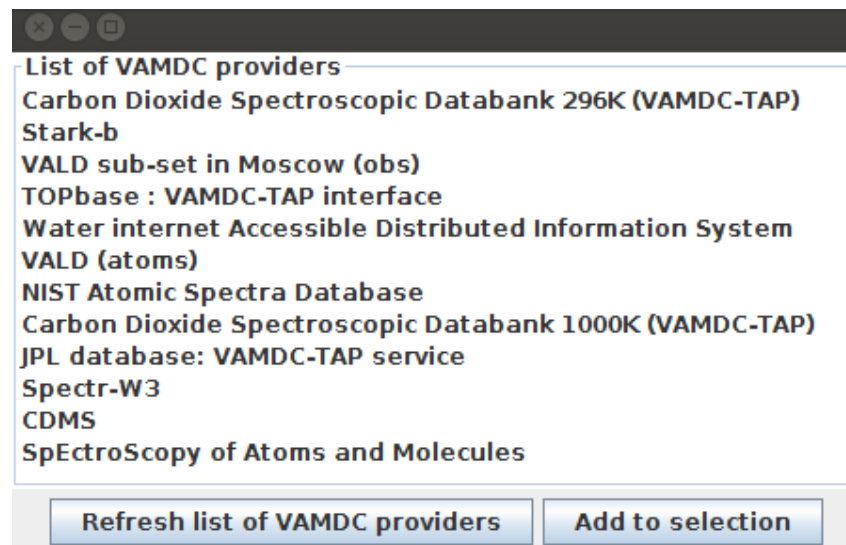 List of VAMDC providers
Carbon Dioxide Spectroscopic Databank 296K (VAMDC-TAP)
Stark-b
VALD sub-set in Moscow (obs)
TOPbase : VAMDC-TAP interface
Water internet Accessible Distributed Information System
VALD (atoms)
NIST Atomic Spectra Database
Carbon Dioxide Spectroscopic Databank 1000K (VAMDC-TAP)
JPL database: VAMDC-TAP service
Spectr-W3
CDMS
SpEctroScopy of Atoms and Molecules
Refresh list of VAMDC providers Add to selection